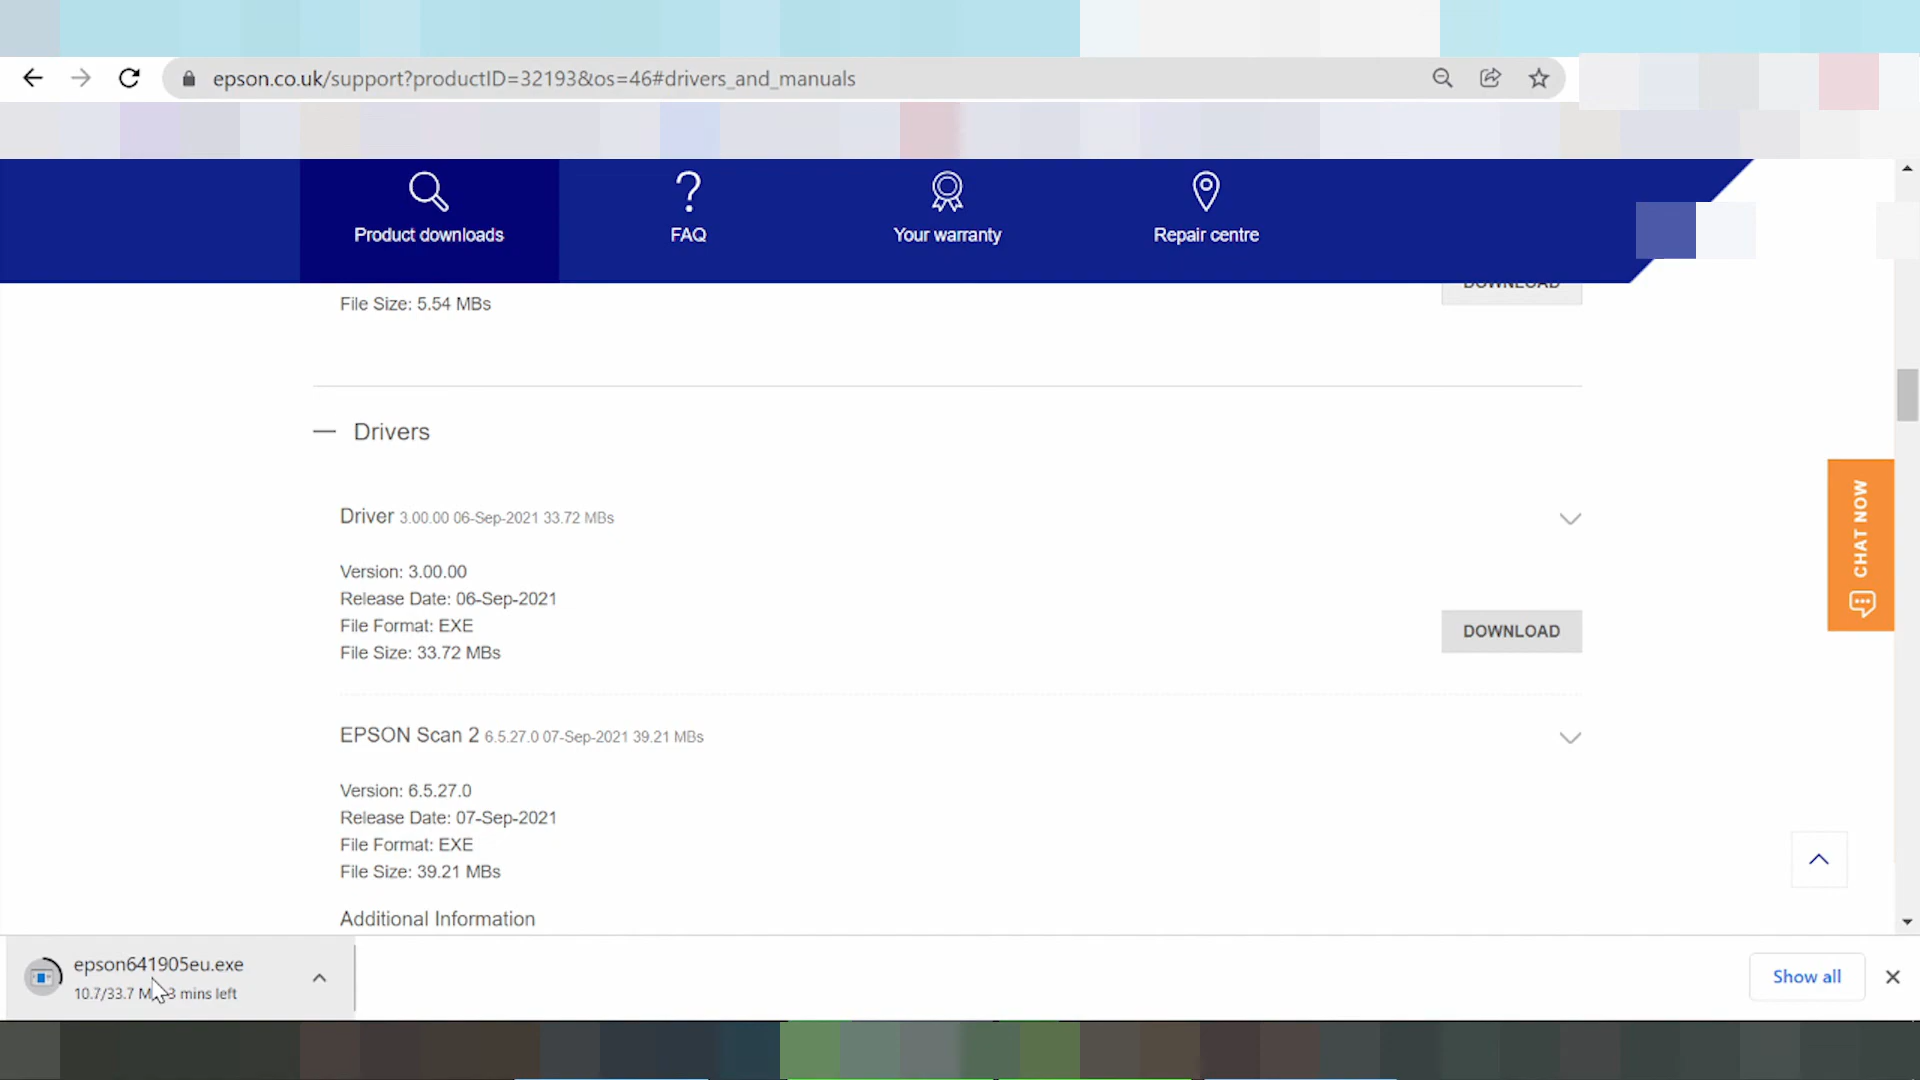 epson.co.uk/support?productID=32193&os=46#drivers_and_manuals
Product downloads
FAQ
Your warranty
Repair centre
DOWNLOAD
File Size: 5.54 MBs
Drivers
Driver 3.00.00 06-Sep-2021 33.72 MBs
Version: 3.00.00
Release Date: 06-Sep-2021
File Format: EXE
File Size: 33.72 MBs
DOWNLOAD
CHAT NOW
EPSON Scan 2 6.5.27.0 07-Sep-2021 39.21 MBs
Version: 6.5.27.0
Release Date: 07-Sep-2021
File Format: EXE
File Size: 39.21 MBs
Additional Information
epson641905eu.exe
10.7/33.7 M 3 mins left
Show all